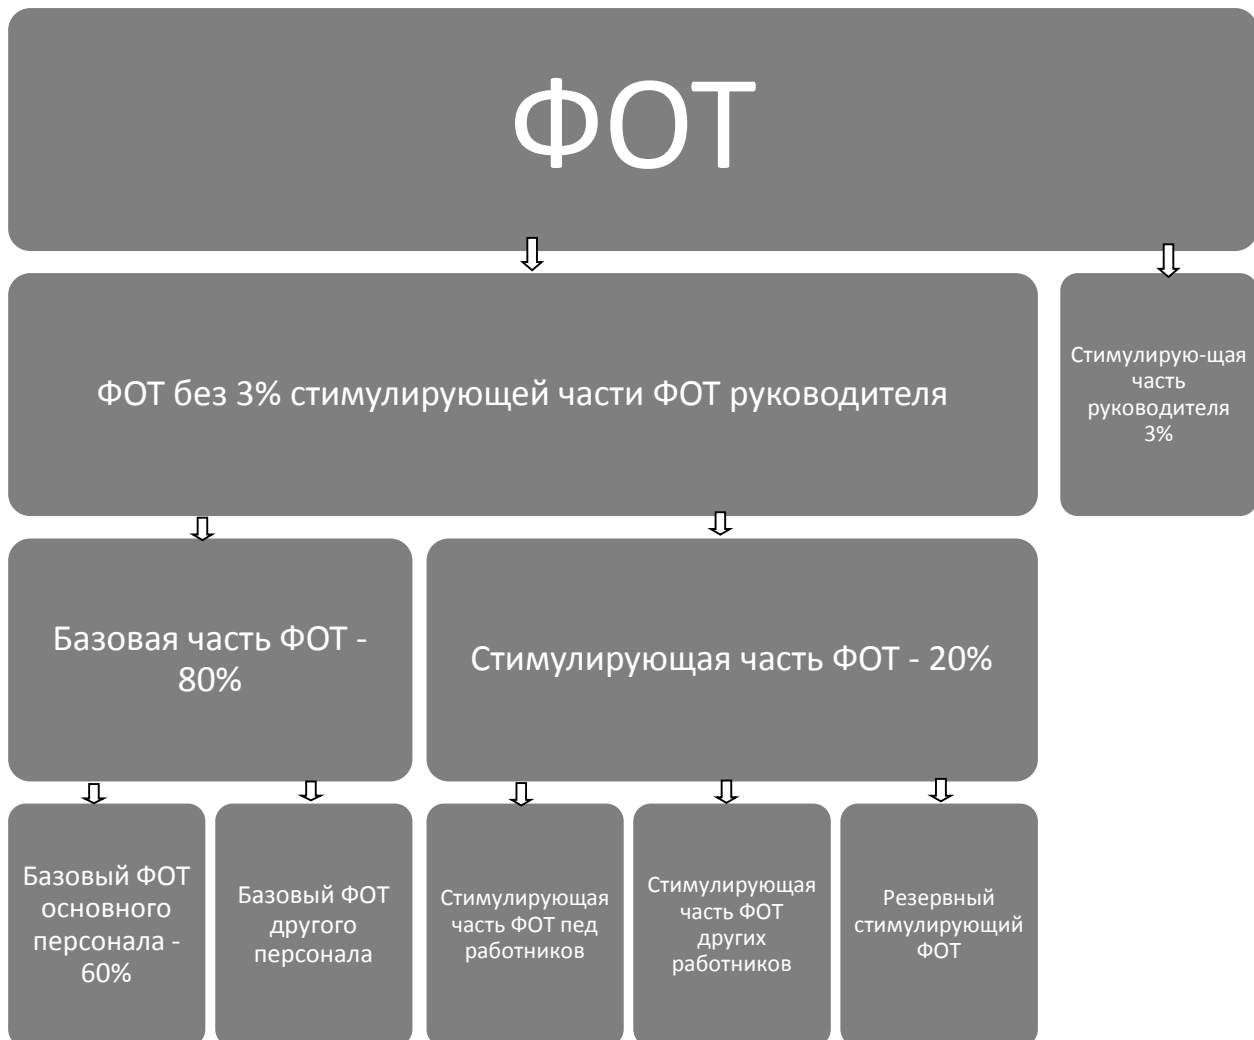 ФОТ
ФОТ без 3% стимулирующей части ФОТ руководителя
Стимулирую-щая
часть
руководителя
3%
Базовая часть ФОТ -
80%
Стимулирующая часть ФОТ - 20%
Базовый ФОТ
основного
персонала -
60%
Базовый ФОТ
другого
персонала
Стимулирующая
часть ФОТ пед
работников
Стимулирующая
часть ФОТ
других
работников
Резервный
стимулирующий
ФОТ